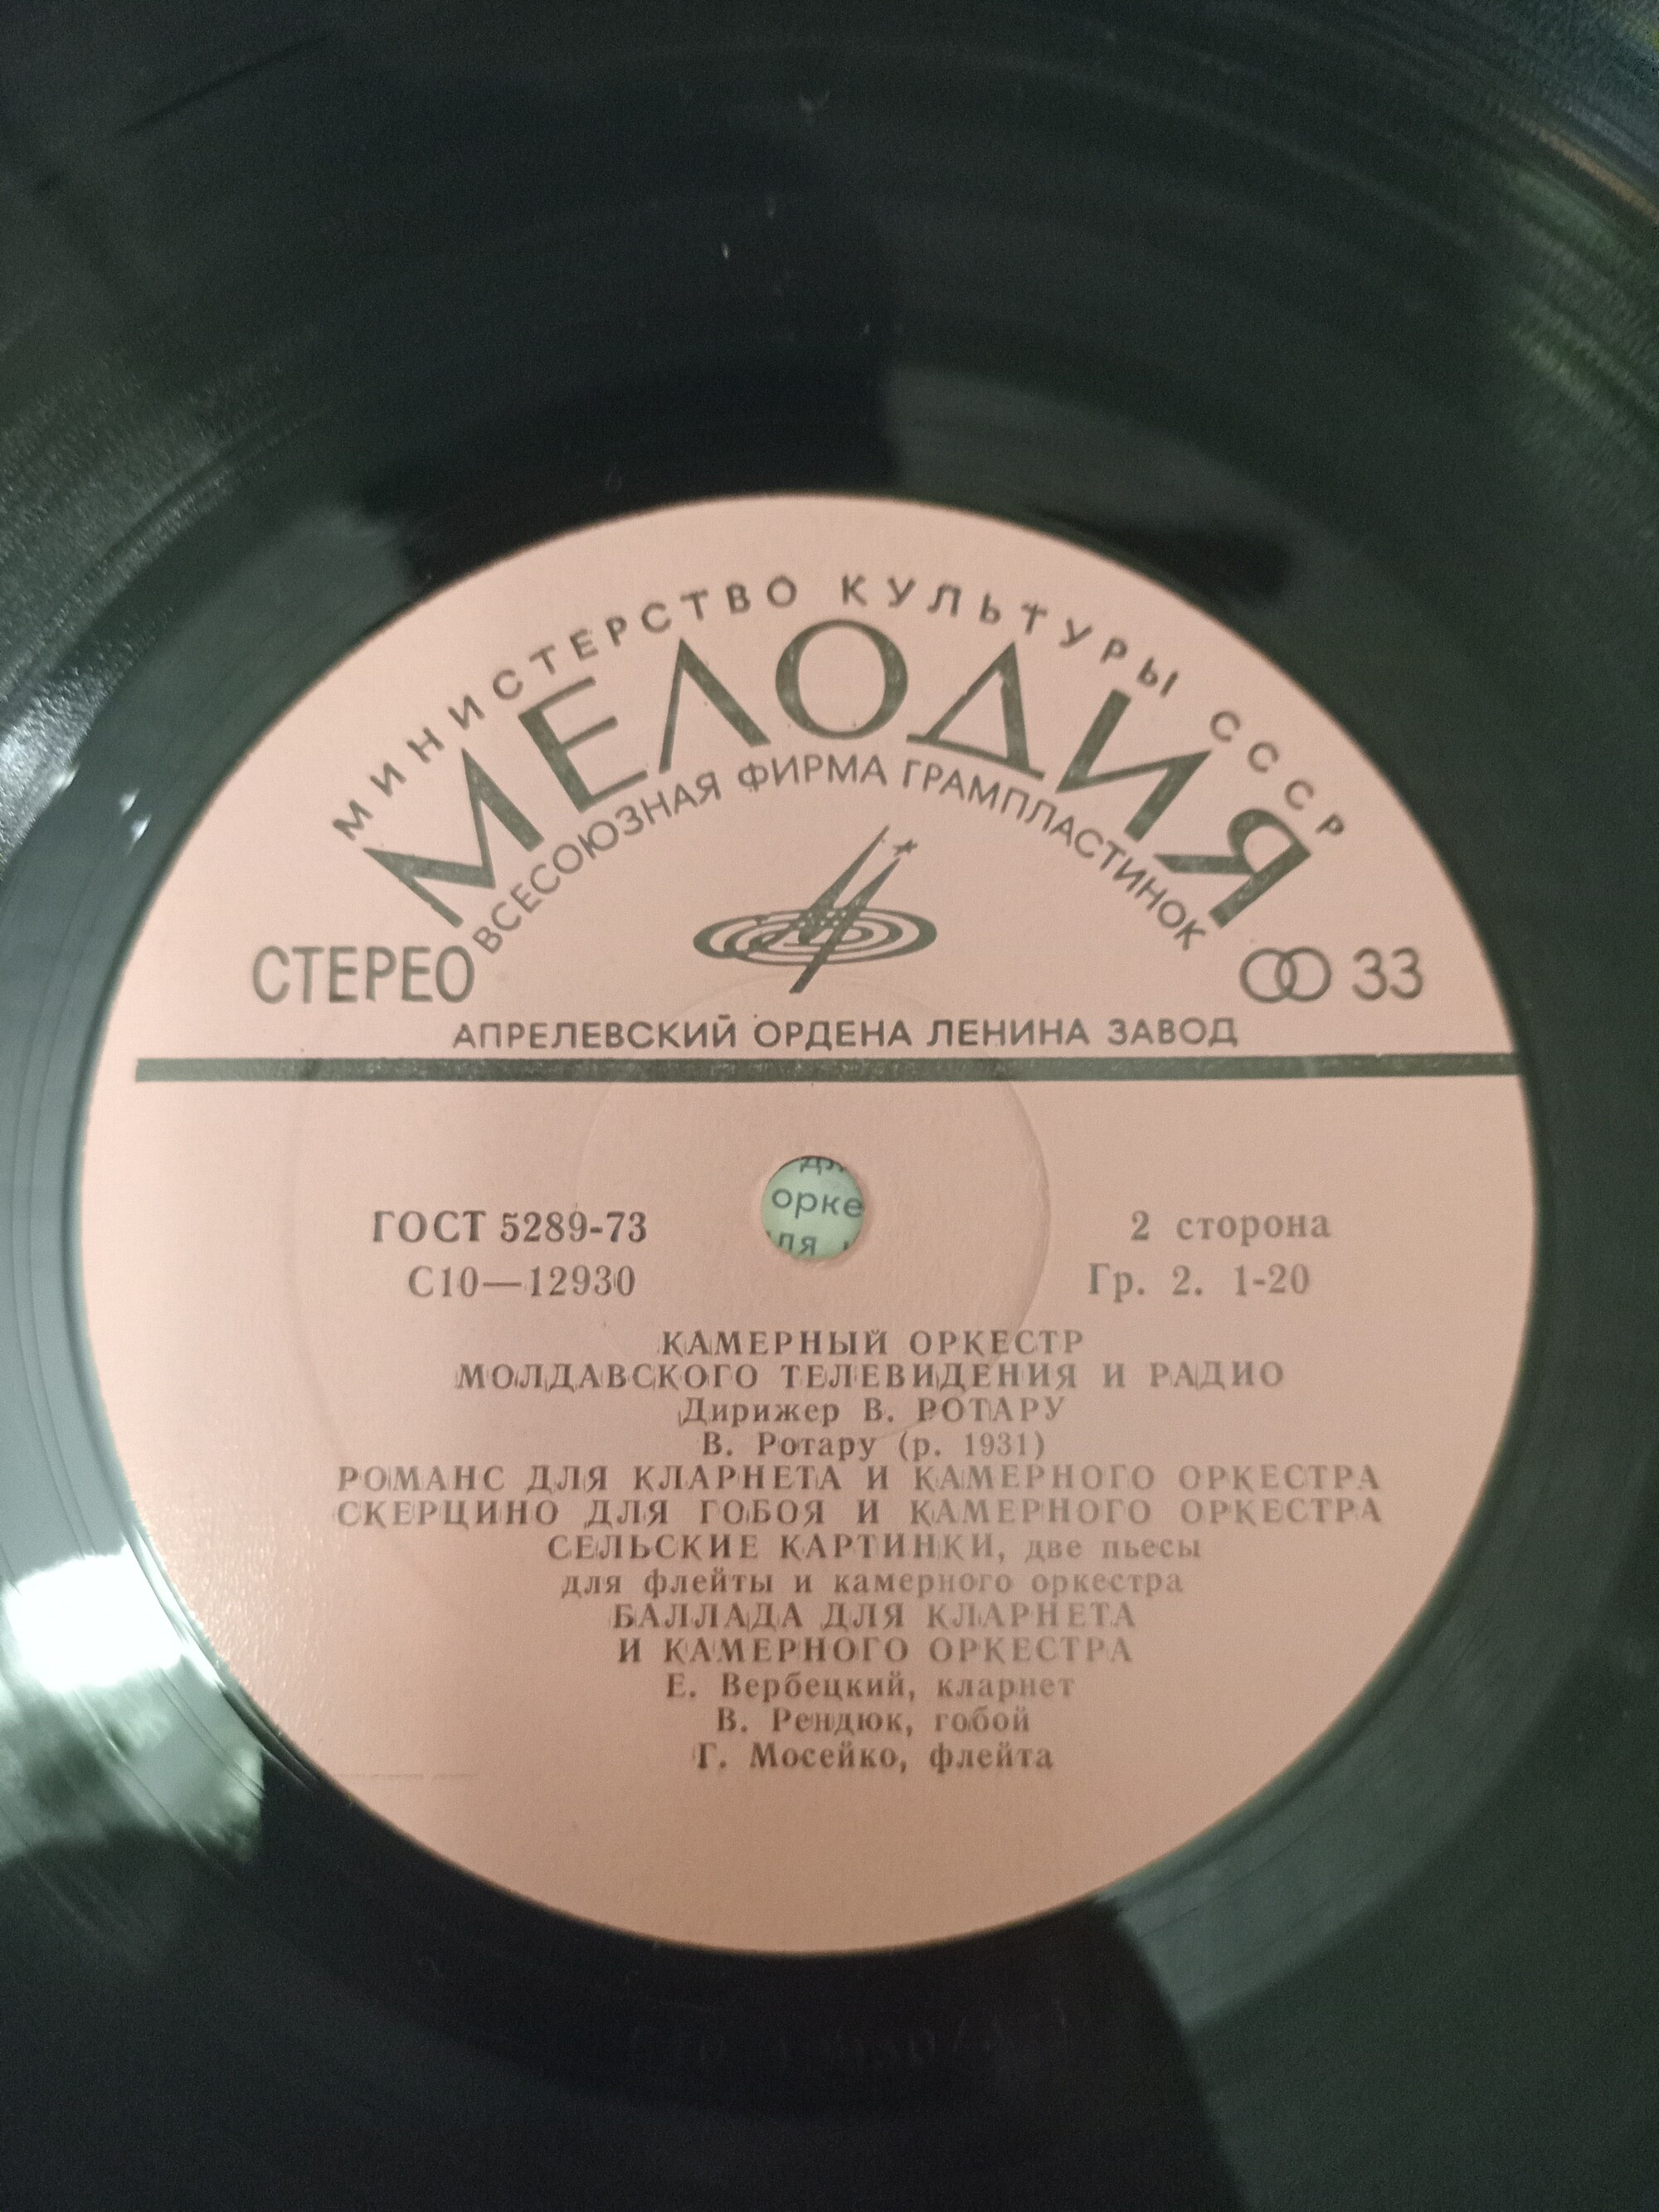 МИНИСТЕРСТВО КУЛЬТУРЫ СССР
МЕЛОДИЯ
ВСЕСОЮЗНАЯ ФИРМА ГРАМПЛАСТИНОК
СТЕРЕО
33
АПРЕЛЕВСКИЙ ОРДЕНА ЛЕНИНА ЗАВОД
орке
ГОСТ 5289-73
2 сторона
С10—12930
Гр. 2. 1-20
КАМЕРНЫЙ ОРКЕСТР
МОЛДАВСКОГО ТЕЛЕВИДЕНИЯ И РАДИО
Дирижер В. РОТАРУ
В. Ротару (р. 1931)
РОМАНС ДЛЯ КЛАРНЕТА И КАМЕРНОГО ОРКЕСТРА
СКЕРЦИНО ДЛЯ ГОБОЯ И КАМЕРНОГО ОРКЕСТРА
СЕЛЬСКИЕ КАРТИНКИ, две пьесы
для флейты и камерного оркестра
БАЛЛАДА ДЛЯ КЛАРНЕТА
И КАМЕРНОГО ОРКЕСТРА
Е. Вербецкий, кларнет
В. Рендюк, гобой
Г. Мосейко, флейта